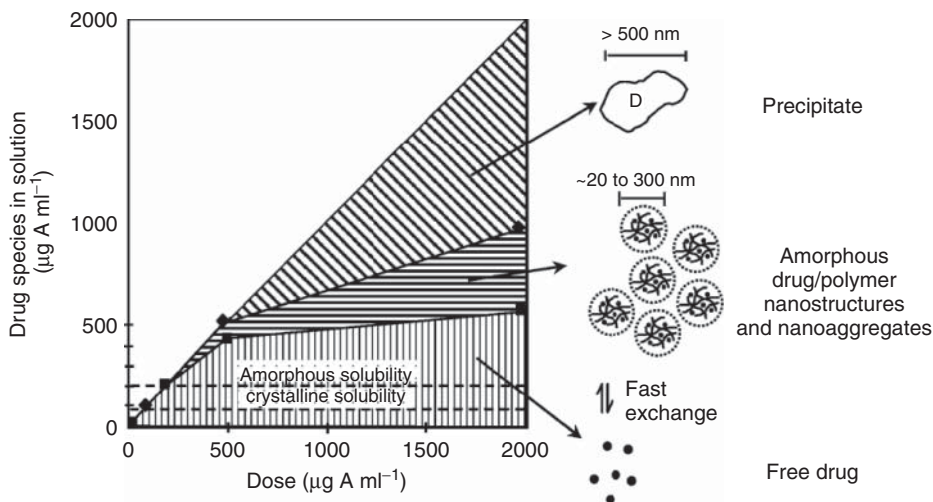 Drug species in solution
(µg A ml⁻¹)
2000
1500
1000
500
0
Amorphous solubility
crystalline solubility
0
500
1000
1500
2000
Dose (µg A ml⁻¹)
> 500 nm
D
Precipitate
~20 to 300 nm
Amorphous
drug/polymer
nanostructures
and nanoaggregates
Fast
exchange
Free drug